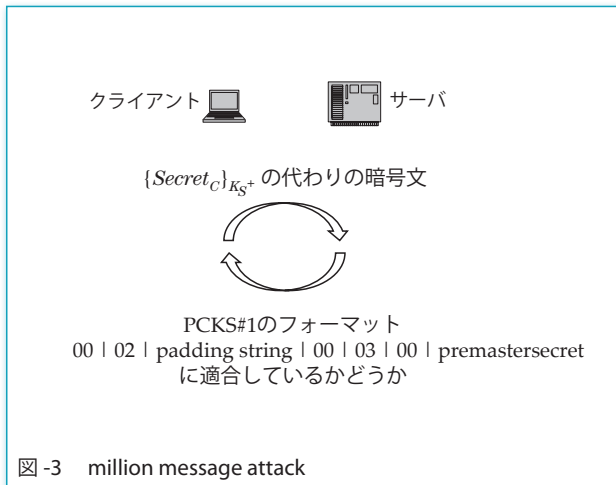 クライアント サーバ
{Secret_C}_{K_S^+} の代わりの暗号文
PCKS#1のフォーマット
00 | 02 | padding string | 00 | 03 | 00 | premastersecret
に適合しているかどうか
図 -3 million message attack